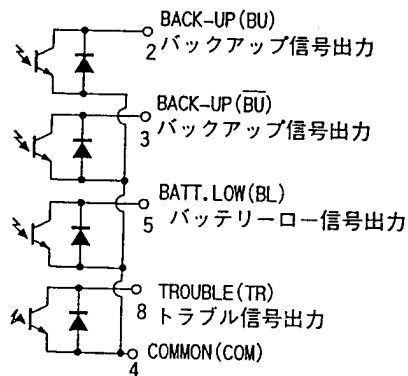 BACK-UP(BU)
2 バックアップ信号出力
BACK-UP(B̅U̅)
3 バックアップ信号出力
BATT.LOW(BL)
5 バッテリーロー信号出力
TROUBLE(TR)
8 トラブル信号出力
COMMON(COM)
4